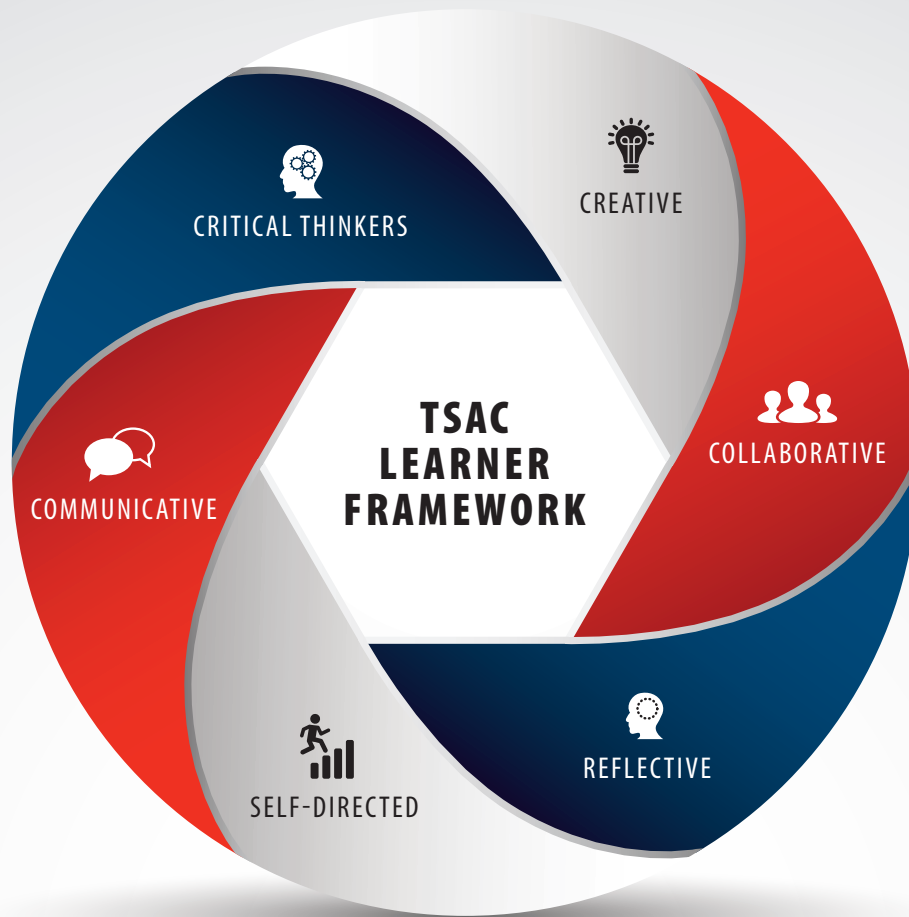 CRITICAL THINKERS
CREATIVE
COLLABORATIVE
REFLECTIVE
SELF-DIRECTED
COMMUNICATIVE
TSAC
LEARNER
FRAMEWORK